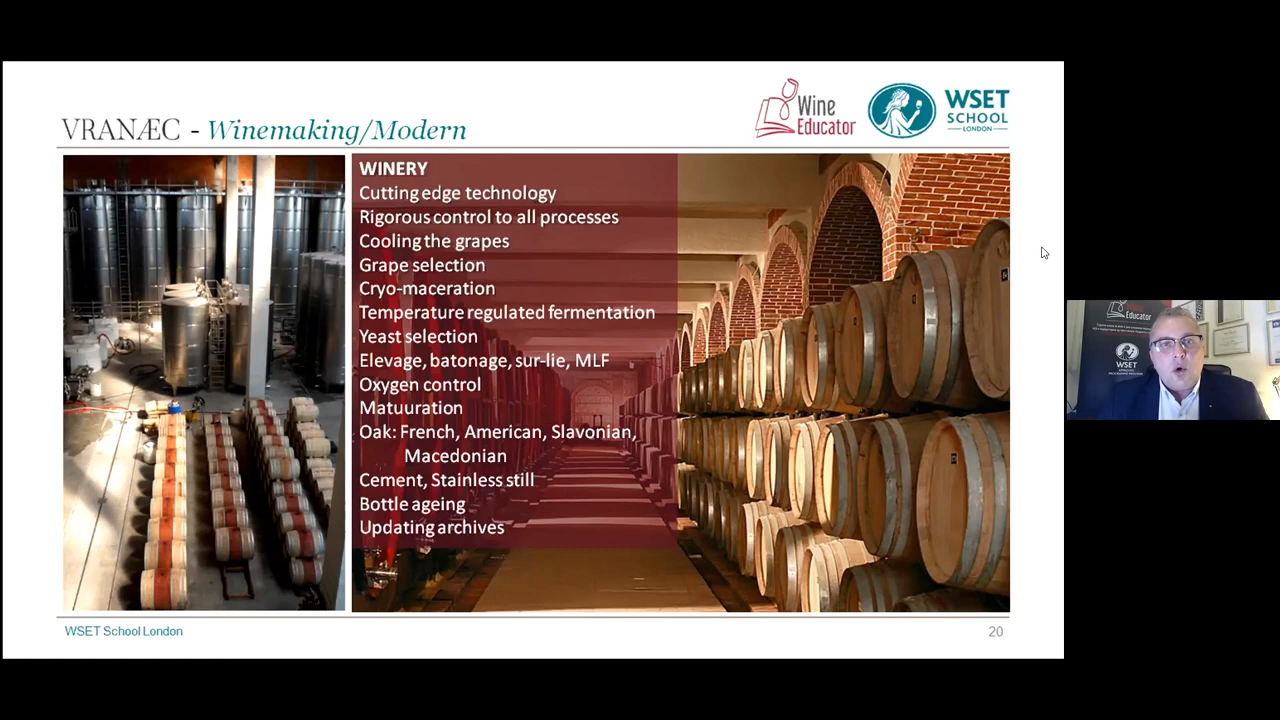 VRANÆC - Winemaking/Modern
Wine
Educator
WSET
SCHOOL
LONDON
WINERY
Cutting edge technology
Rigorous control to all processes
Cooling the grapes
Grape selection
Cryo-maceration
Temperature regulated fermentation
Yeast selection
Elevage, batonage, sur-lie, MLF
Oxygen control
Matuuration
Oak: French, American, Slavonian,
Macedonian
Cement, Stainless still
Bottle ageing
Updating archives
WSET School London
20
Educator
WSET